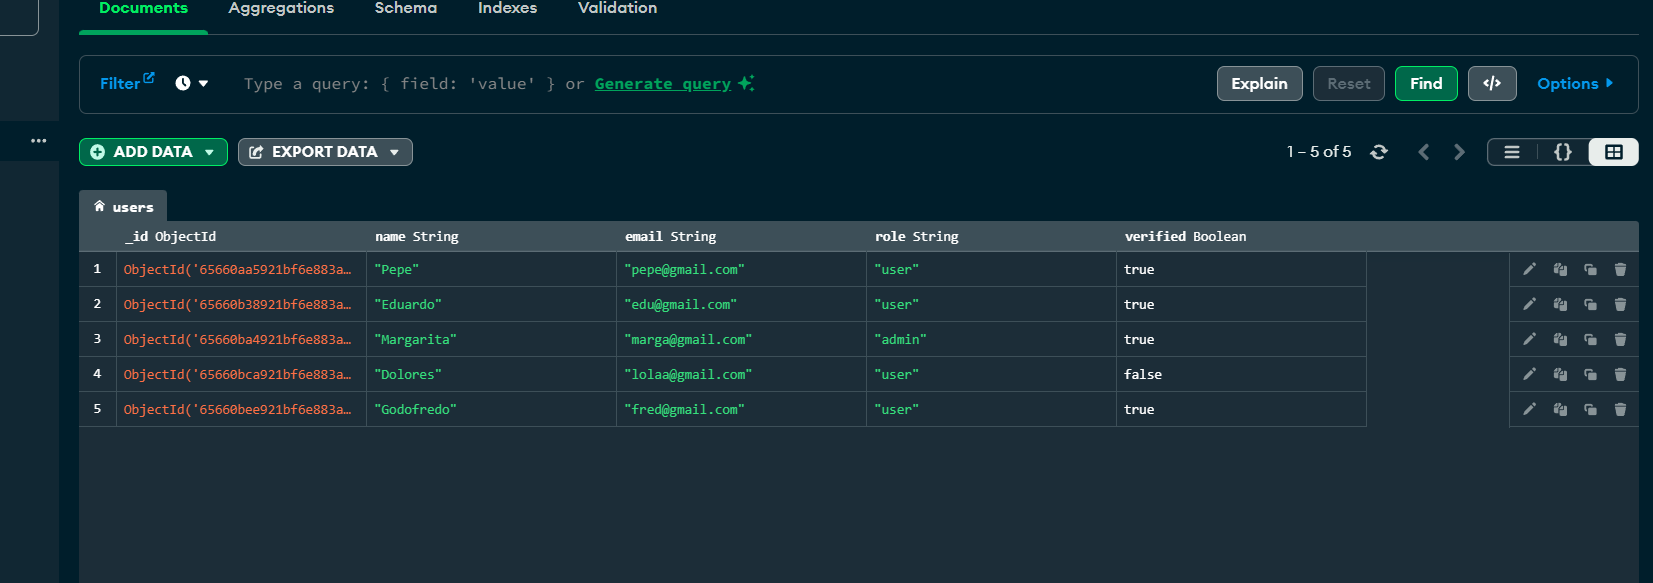 Documents Aggregations Schema Indexes Validation
Filter Type a query: { field: 'value' } or Generate query Explain Reset Find </> Options
ADD DATA EXPORT DATA 1 – 5 of 5 {}
users
_id ObjectId name String email String role String verified Boolean
1 ObjectId('65660aa5921bf6e883a… "Pepe" "pepe@gmail.com" "user" true
2 ObjectId('65660b38921bf6e883a… "Eduardo" "edu@gmail.com" "user" true
3 ObjectId('65660ba4921bf6e883a… "Margarita" "marga@gmail.com" "admin" true
4 ObjectId('65660bca921bf6e883a… "Dolores" "lolaa@gmail.com" "user" false
5 ObjectId('65660bee921bf6e883a… "Godofredo" "fred@gmail.com" "user" true